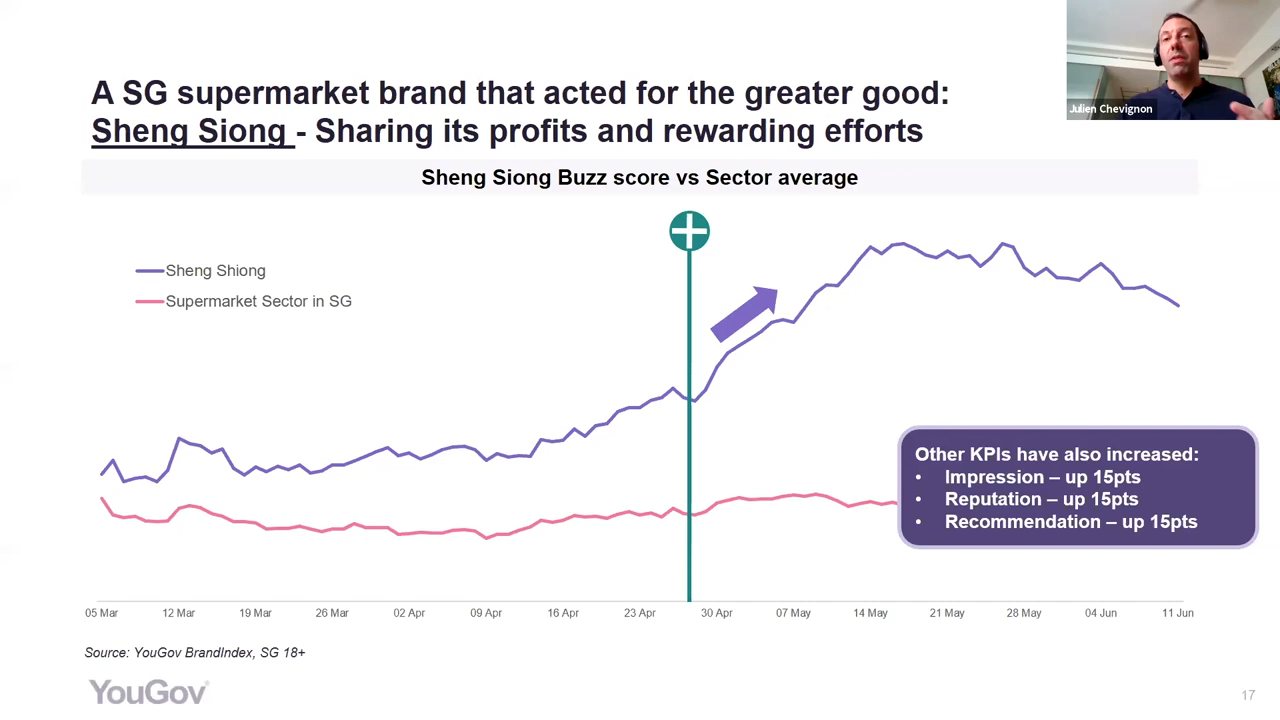 Julien Chevignon
A SG supermarket brand that acted for the greater good:
Sheng Siong - Sharing its profits and rewarding efforts
Sheng Siong Buzz score vs Sector average
Sheng Shiong
Supermarket Sector in SG
Other KPIs have also increased:
• Impression – up 15pts
• Reputation – up 15pts
• Recommendation – up 15pts
05 Mar 12 Mar 19 Mar 26 Mar 02 Apr 09 Apr 16 Apr 23 Apr 30 Apr 07 May 14 May 21 May 28 May 04 Jun 11 Jun
Source: YouGov BrandIndex, SG 18+
YouGov®
17